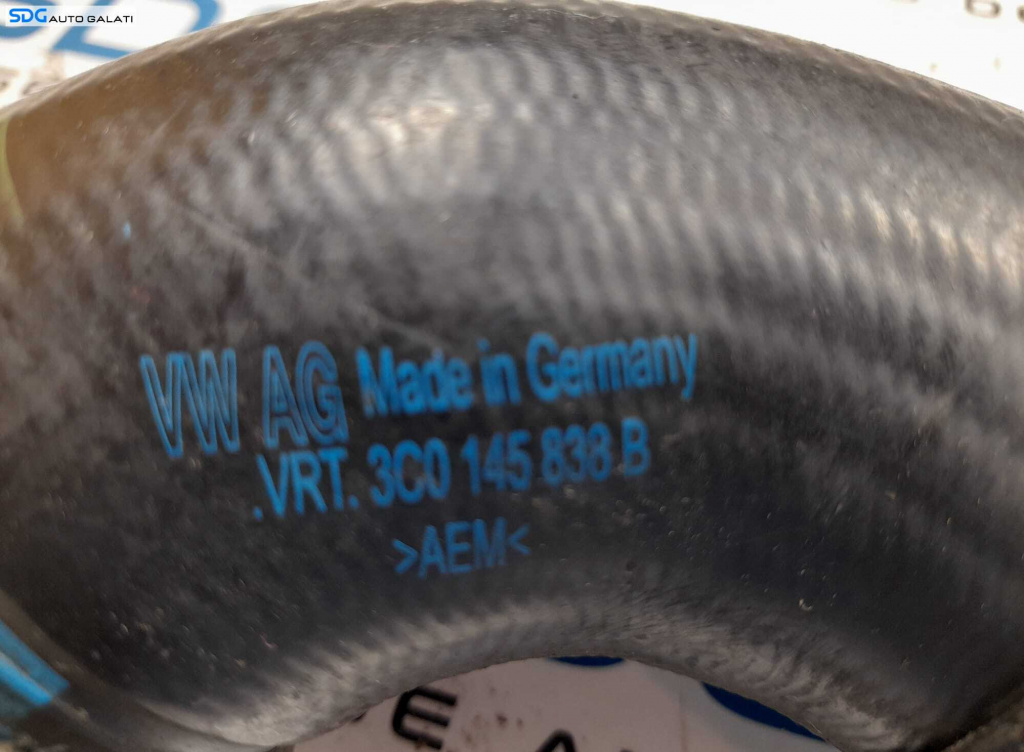 SDG AUTO GALATI
VW AG Made in Germany
.VRT. 3C0 145 838 B
>AEM<